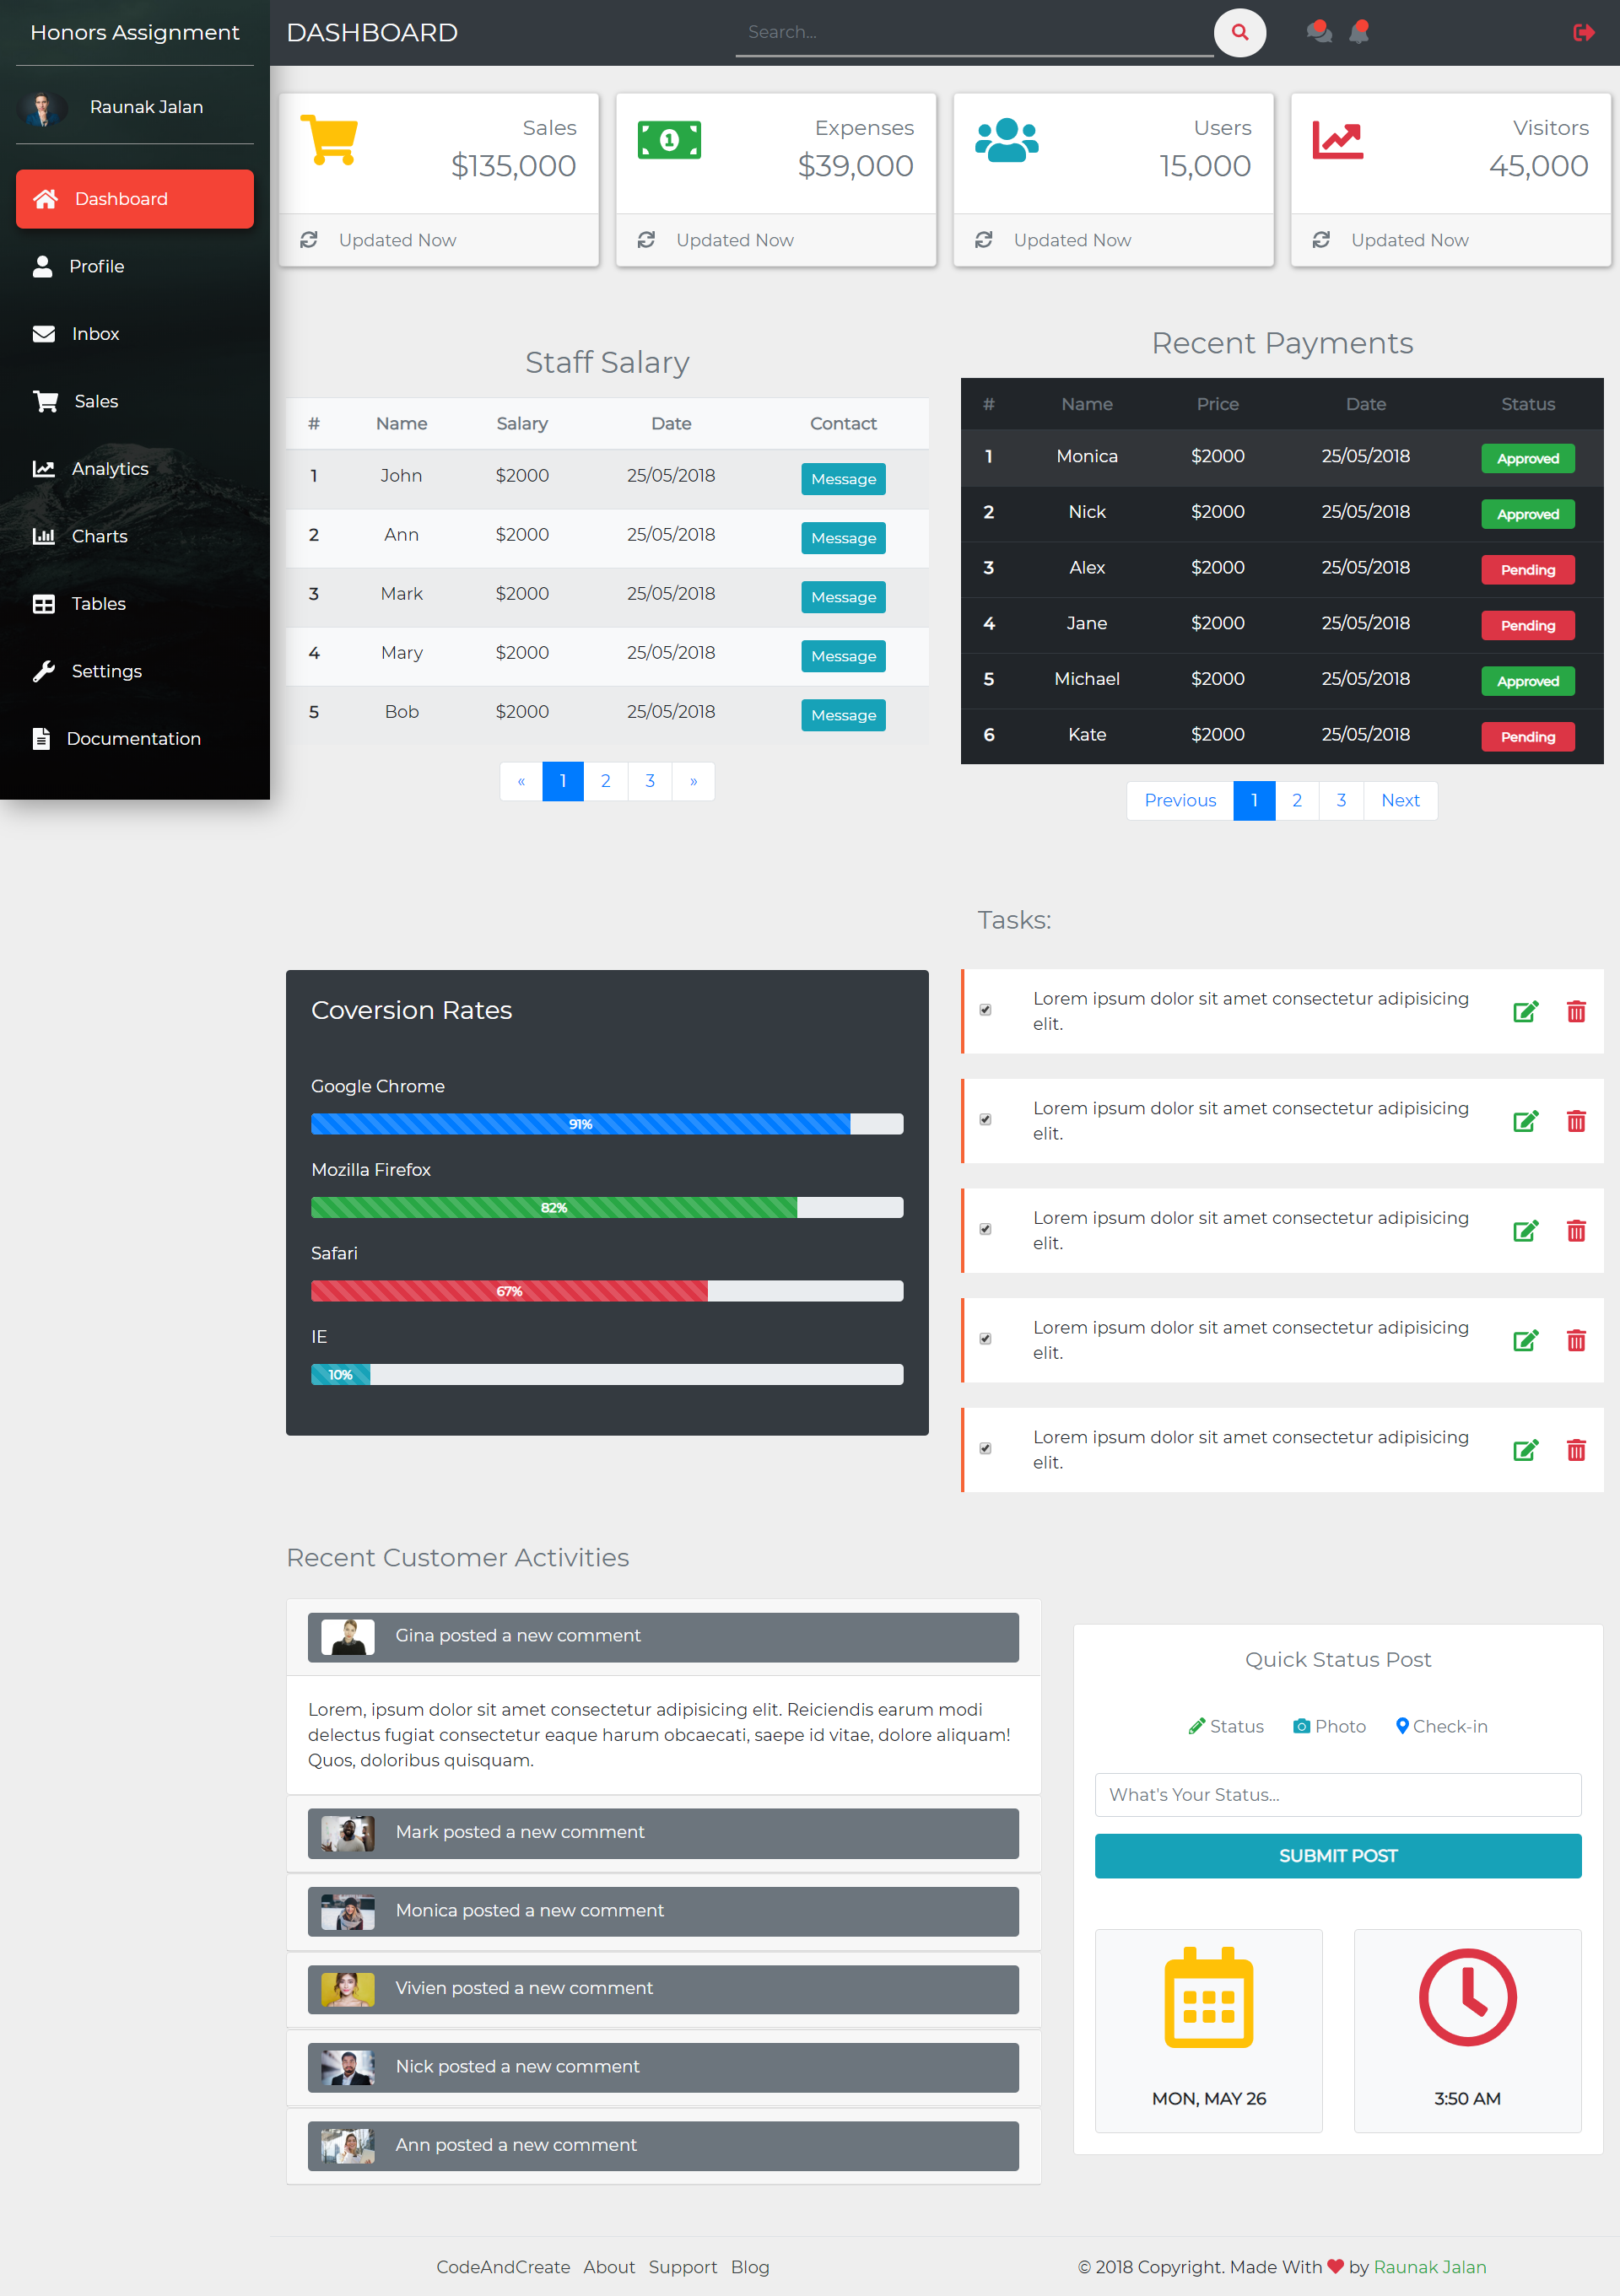 Honors Assignment
Raunak Jalan
Dashboard
Profile
Inbox
Sales
Analytics
Charts
Tables
Settings
Documentation
DASHBOARD
Search...
Sales
$135,000
Updated Now
Expenses
$39,000
Updated Now
Users
15,000
Updated Now
Visitors
45,000
Updated Now
Staff Salary
# Name Salary Date Contact
1 John $2000 25/05/2018 Message
2 Ann $2000 25/05/2018 Message
3 Mark $2000 25/05/2018 Message
4 Mary $2000 25/05/2018 Message
5 Bob $2000 25/05/2018 Message
« 1 2 3 »
Recent Payments
# Name Price Date Status
1 Monica $2000 25/05/2018 Approved
2 Nick $2000 25/05/2018 Approved
3 Alex $2000 25/05/2018 Pending
4 Jane $2000 25/05/2018 Pending
5 Michael $2000 25/05/2018 Approved
6 Kate $2000 25/05/2018 Pending
Previous 1 2 3 Next
Coversion Rates
Google Chrome
91%
Mozilla Firefox
82%
Safari
67%
IE
10%
Tasks:
Lorem ipsum dolor sit amet consectetur adipisicing
elit.
Lorem ipsum dolor sit amet consectetur adipisicing
elit.
Lorem ipsum dolor sit amet consectetur adipisicing
elit.
Lorem ipsum dolor sit amet consectetur adipisicing
elit.
Lorem ipsum dolor sit amet consectetur adipisicing
elit.
Recent Customer Activities
Gina posted a new comment
Lorem, ipsum dolor sit amet consectetur adipisicing elit. Reiciendis earum modi
delectus fugiat consectetur eaque harum obcaecati, saepe id vitae, dolore aliquam!
Quos, doloribus quisquam.
Mark posted a new comment
Monica posted a new comment
Vivien posted a new comment
Nick posted a new comment
Ann posted a new comment
Quick Status Post
Status Photo Check-in
What's Your Status...
SUBMIT POST
MON, MAY 26
3:50 AM
CodeAndCreate About Support Blog
© 2018 Copyright. Made With ❤ by Raunak Jalan